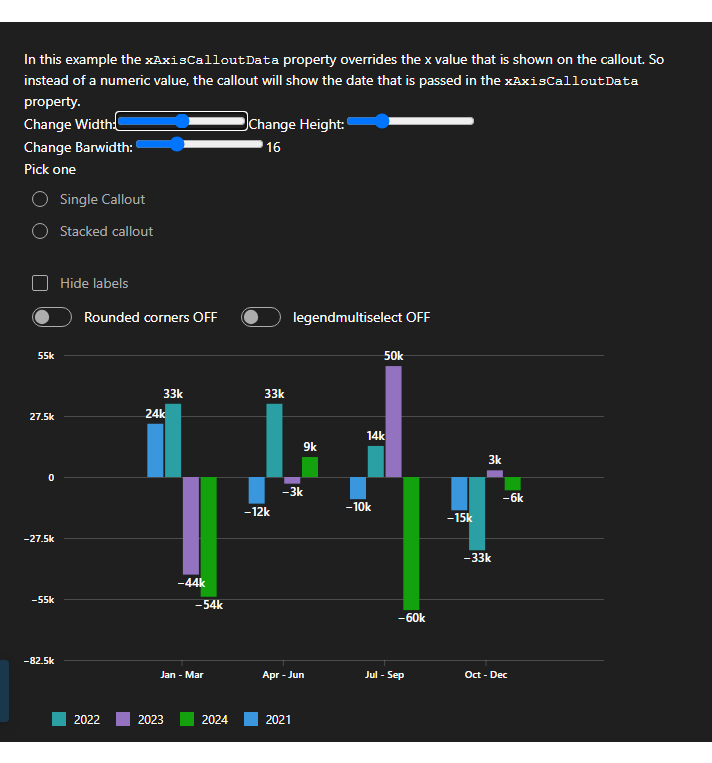 In this example the xAxisCalloutData property overrides the x value that is shown on the callout. So
instead of a numeric value, the callout will show the date that is passed in the xAxisCalloutData
property.
Change Width: Change Height:
Change Barwidth: 16
Pick one
Single Callout
Stacked callout
Hide labels
Rounded corners OFF legendmultiselect OFF
55k
50k
33k 33k
24k
27.5k
14k
9k
3k
0
−3k
−6k
−12k
−10k
−15k
−27.5k
−33k
−44k
−55k
−54k
−60k
−82.5k
Jan - Mar Apr - Jun Jul - Sep Oct - Dec
2022 2023 2024 2021